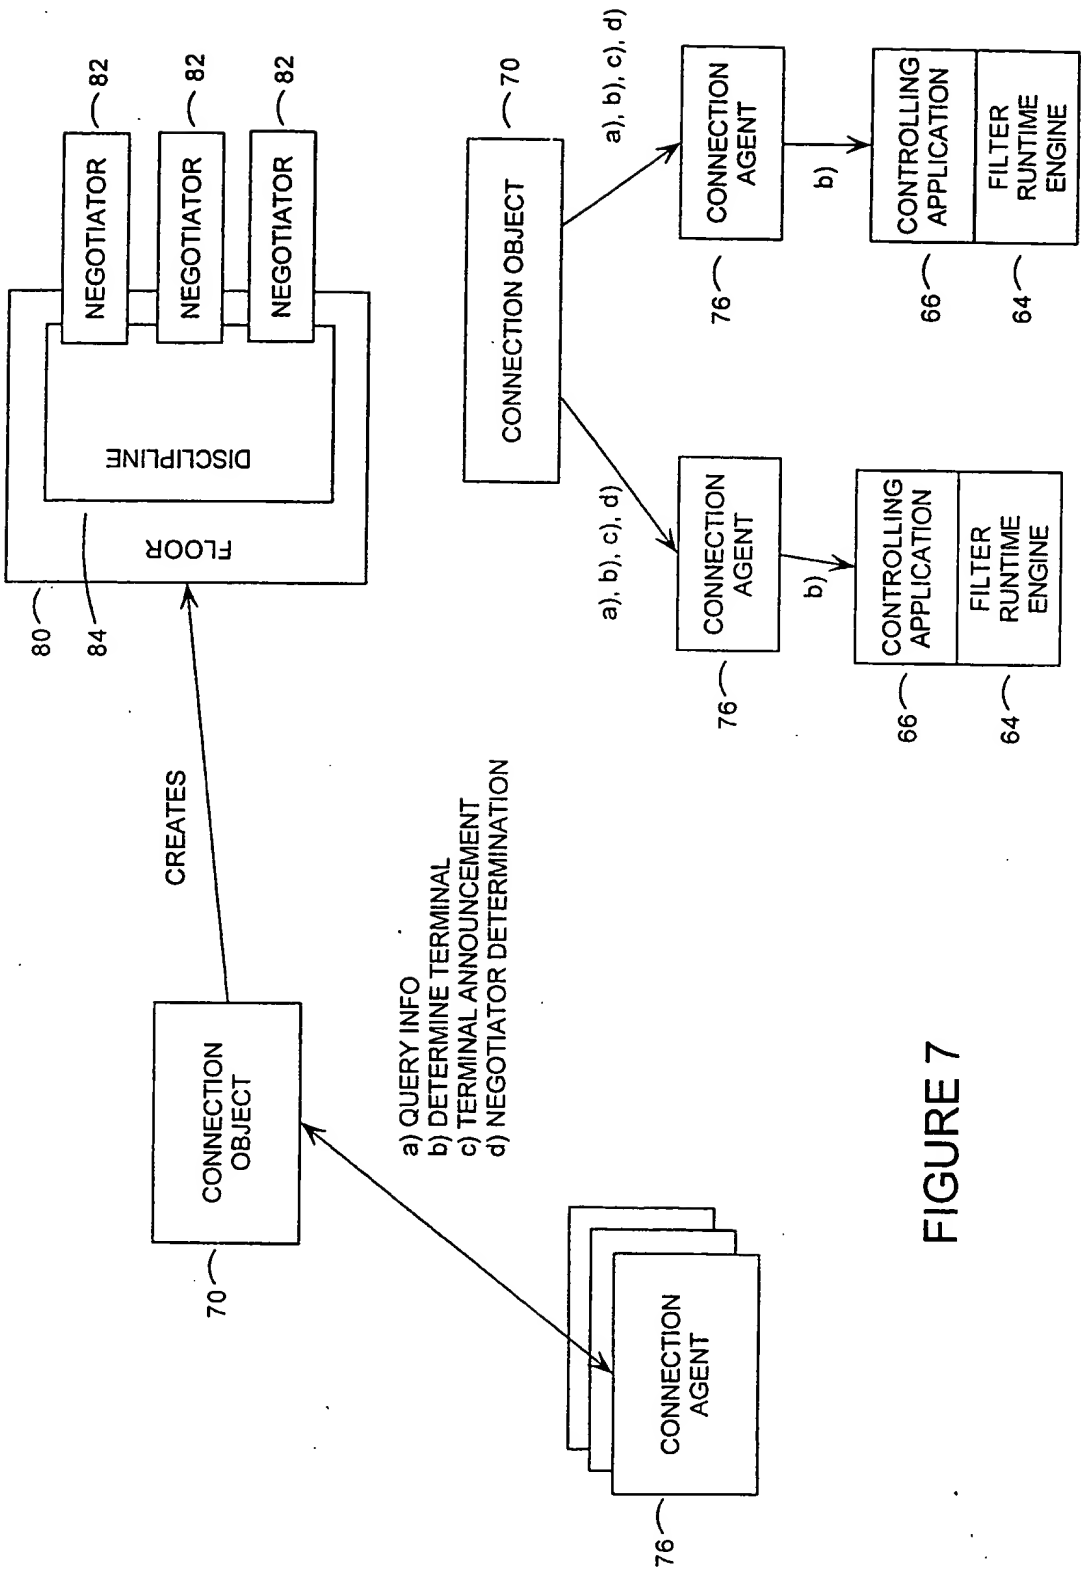 CONNECTION
OBJECT
70
CREATES
80
84
FLOOR
DISCIPLINE
NEGOTIATOR
82
NEGOTIATOR
82
NEGOTIATOR
82
a) QUERY INFO
b) DETERMINE TERMINAL
c) TERMINAL ANNOUNCEMENT
d) NEGOTIATOR DETERMINATION
CONNECTION
AGENT
76
CONNECTION OBJECT
70
a), b), c), d)
a), b), c), d)
CONNECTION
AGENT
76
b)
CONTROLLING
APPLICATION
66
FILTER
RUNTIME
ENGINE
64
CONNECTION
AGENT
76
b)
CONTROLLING
APPLICATION
66
FILTER
RUNTIME
ENGINE
64
FIGURE 7